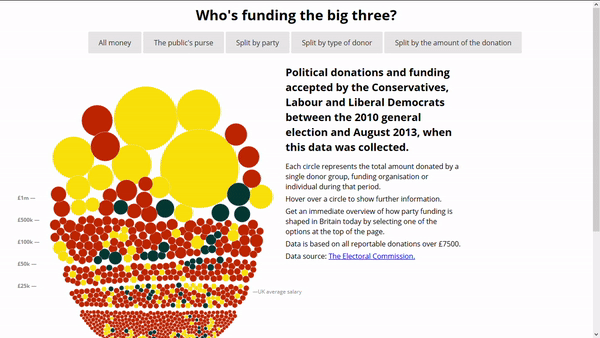 Who's funding the big three?
All money
The public's purse
Split by party
Split by type of donor
Split by the amount of the donation
Political donations and funding
accepted by the Conservatives,
Labour and Liberal Democrats
between the 2010 general
election and August 2013, when
this data was collected.
Each circle represents the total amount donated by a
single donor group, funding organisation or
individual during that period.
Hover over a circle to show further information.
Get an immediate overview of how party funding is
shaped in Britain today by selecting one of the
options at the top of the page.
Data is based on all reportable donations over £7500.
Data source: The Electoral Commission.
£1m —
£500k —
£100k —
£50k —
£25k —
—UK average salary